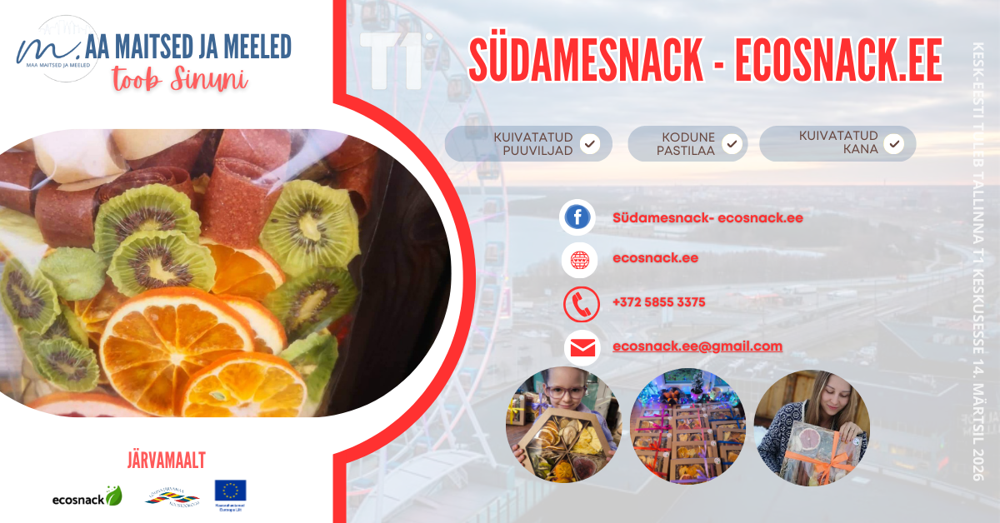 m.AA MAITSED JA MEELED
MAA MAITSED JA MEELED
toob Sinuni
JÄRVAMAALT
ecosnack
Kaasrahastanud
Euroopa Liit
T1
SÜDAMESNACK - ECOSNACK.EE
KUIVATATUD
PUUVILJAD
KODUNE
PASTILAA
KUIVATATUD
KANA
Südamesnack- ecosnack.ee
www
ecosnack.ee
+372 5855 3375
ecosnack.ee@gmail.com
KESK-EESTI TULEB TALLINNA T1 KESKUSESSE 14. MÄRTSIL 2026